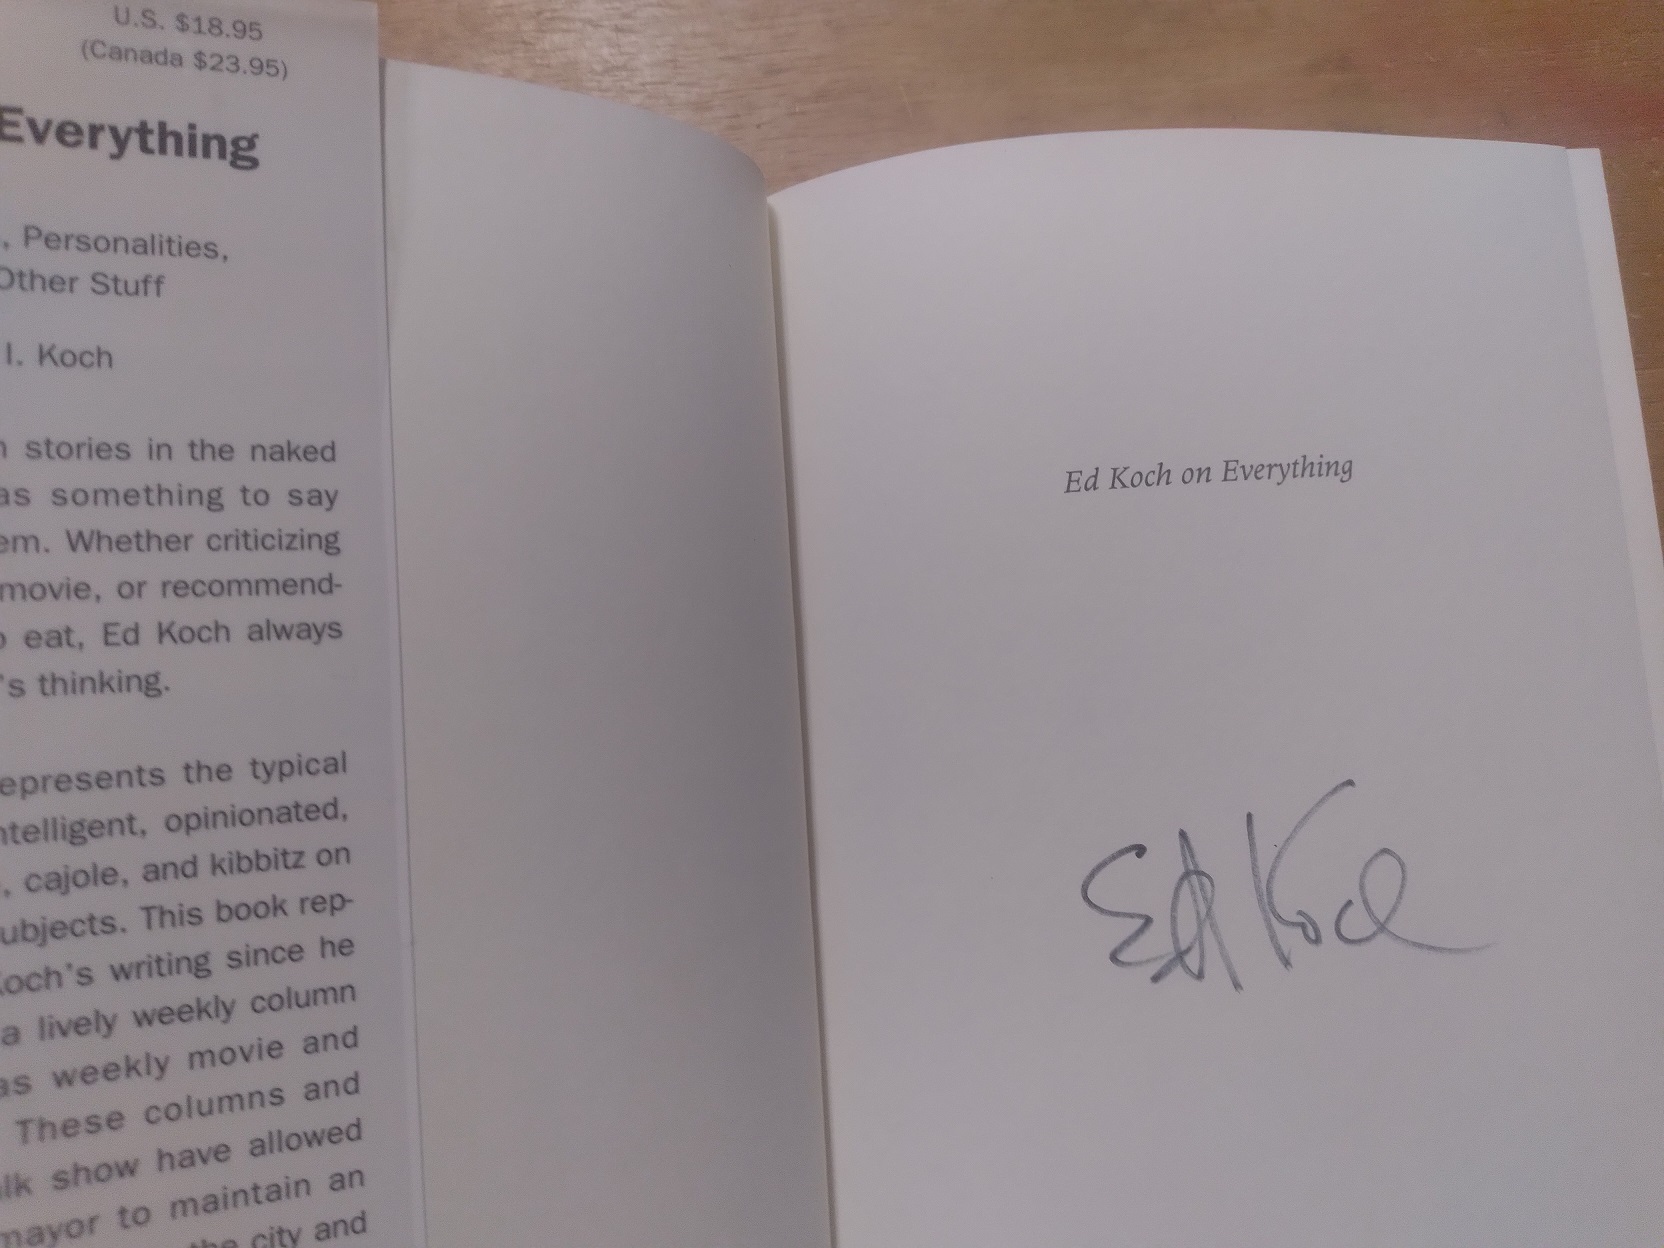 U.S. $18.95
(Canada $23.95)
Everything
, Personalities,
Other Stuff
I. Koch
stories in the naked
as something to say
em. Whether criticizing
movie, or recommend-
eat, Ed Koch always
's thinking.
epresents the typical
ntelligent, opinionated,
, cajole, and kibbitz on
ubjects. This book rep-
Koch's writing since he
a lively weekly column
as weekly movie and
These columns and
lk show have allowed
mayor to maintain an
the city and
Ed Koch on Everything
Ed Koch